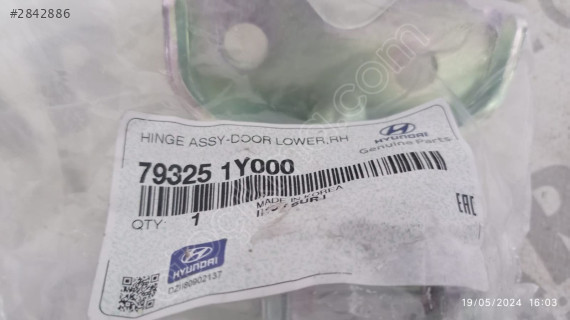 #2842886
HINGE ASSY-DOOR LOWER,RH
HYUNDAI
Genuine Parts
79325 1Y000
MADE IN KOREA
QTY: 1
EAC
HYUNDAI
19/05/2024 16:03